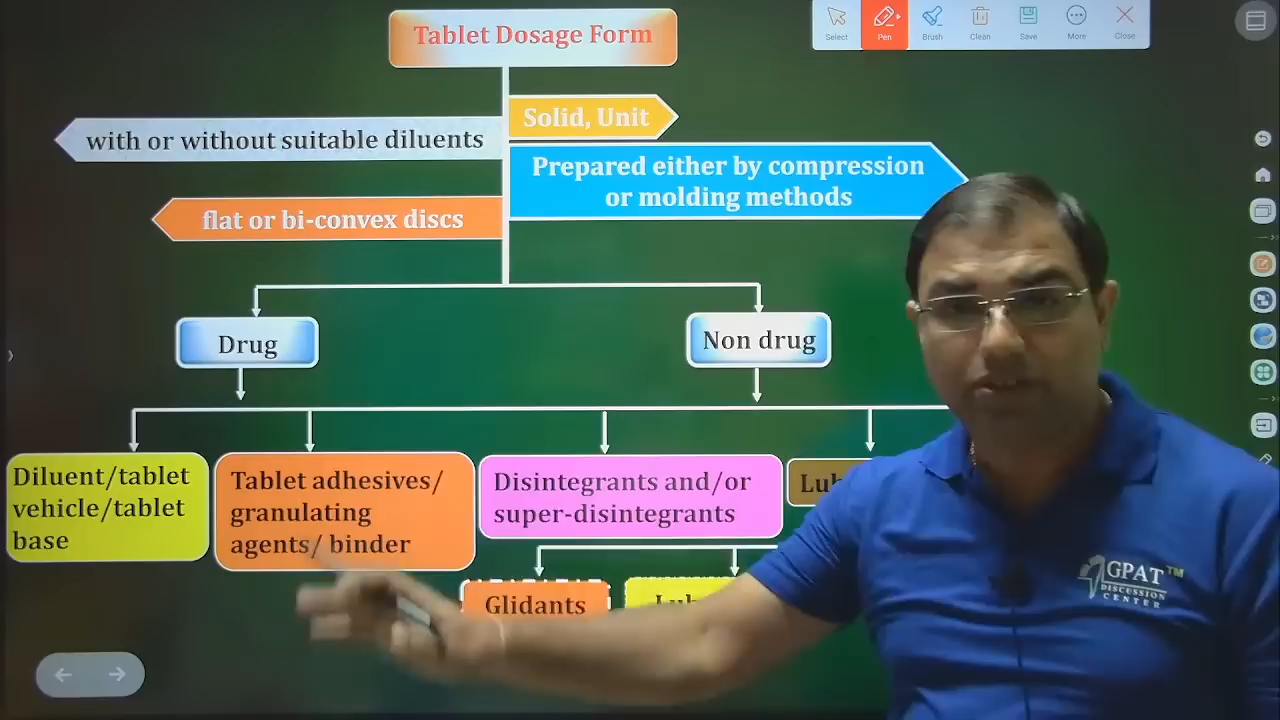 Tablet Dosage Form
Select
Pen
Brush
Clean
Save
More
Close
Solid, Unit
with or without suitable diluents
Prepared either by compression
or molding methods
flat or bi-convex discs
Drug
Non drug
Diluent/tablet
vehicle/tablet
base
Tablet adhesives/
granulating
agents/ binder
Disintegrants and/or
super-disintegrants
Glidants
GPAT™
DISCUSSION
CENTER